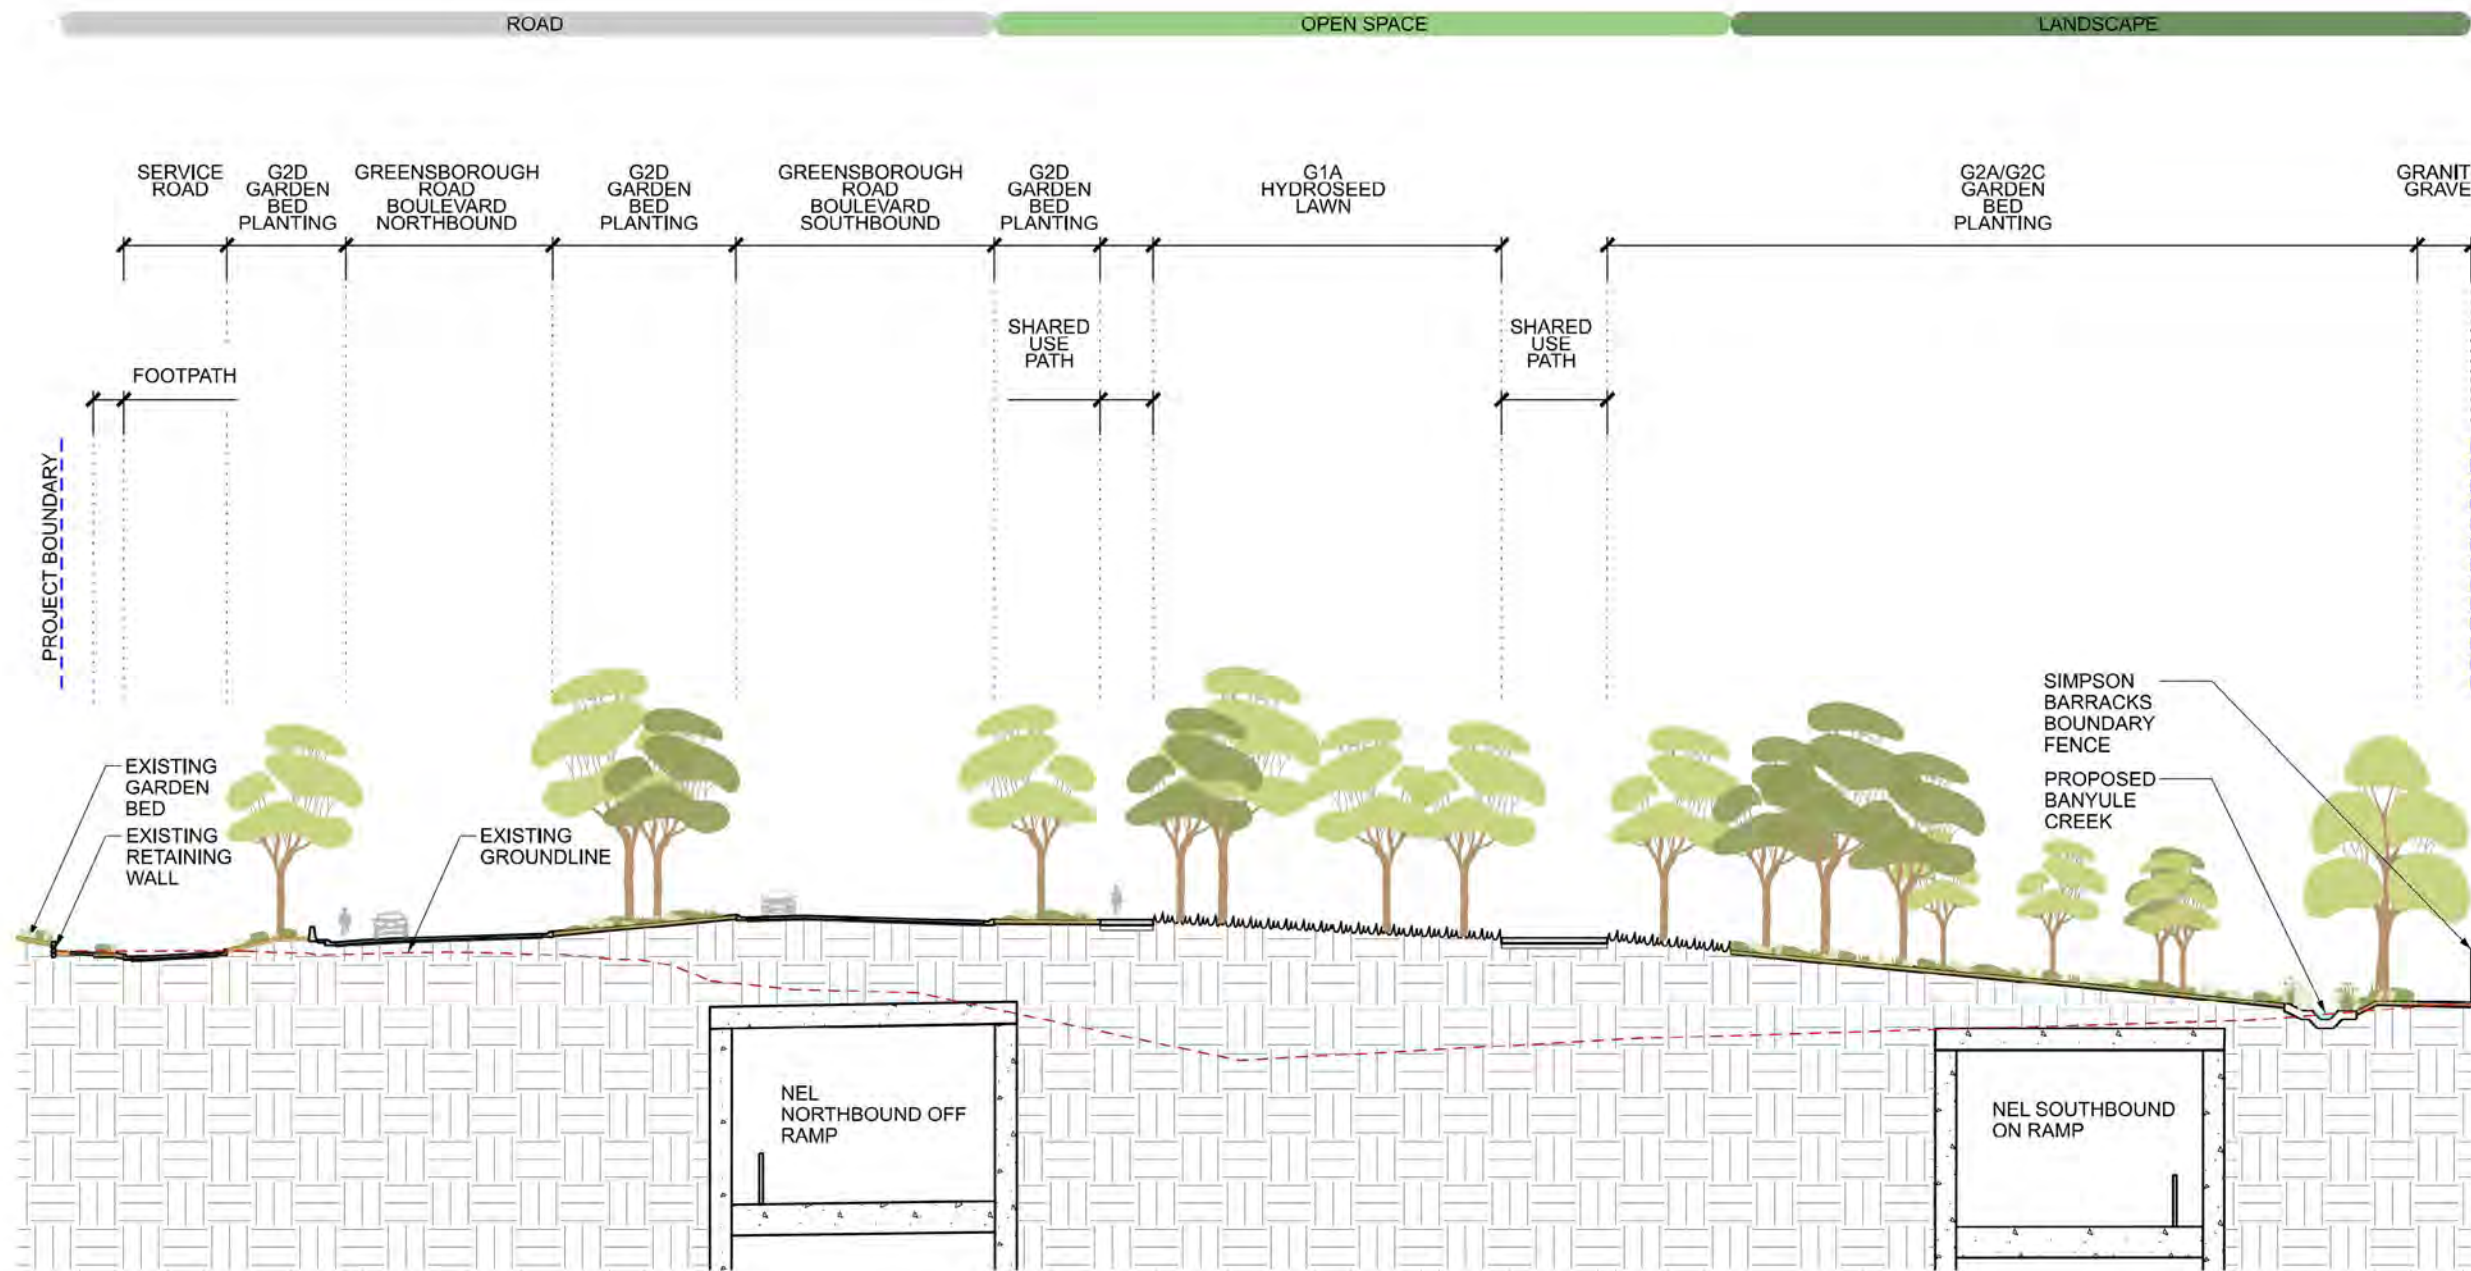 ROAD
OPEN SPACE
LANDSCAPE
SERVICE
ROAD
G2D
GARDEN
BED
PLANTING
GREENSBOROUGH
ROAD
BOULEVARD
NORTHBOUND
G2D
GARDEN
BED
PLANTING
GREENSBOROUGH
ROAD
BOULEVARD
SOUTHBOUND
G2D
GARDEN
BED
PLANTING
G1A
HYDROSEED
LAWN
G2A/G2C
GARDEN
BED
PLANTING
GRANIT
GRAVE
FOOTPATH
SHARED
USE
PATH
SHARED
USE
PATH
PROJECT BOUNDARY
EXISTING
GARDEN
BED
EXISTING
RETAINING
WALL
EXISTING
GROUNDLINE
SIMPSON
BARRACKS
BOUNDARY
FENCE
PROPOSED
BANYULE
CREEK
NEL
NORTHBOUND OFF
RAMP
NEL SOUTHBOUND
ON RAMP